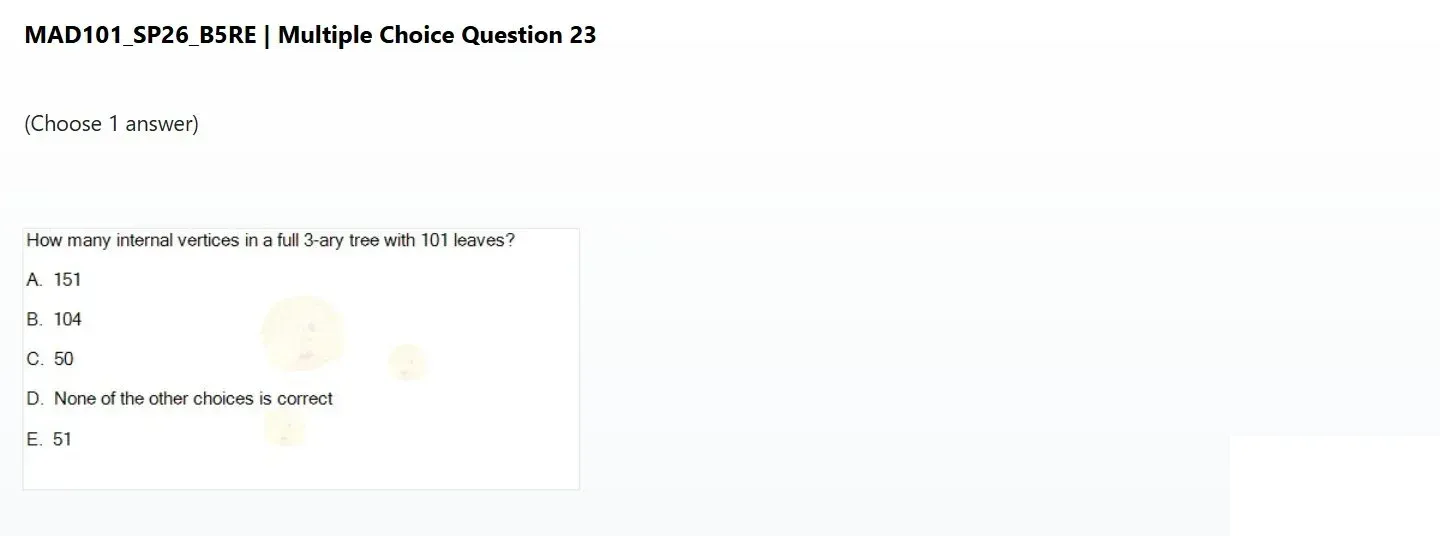 MAD101_SP26_B5RE | Multiple Choice Question 23
(Choose 1 answer)
How many internal vertices in a full 3-ary tree with 101 leaves?
A. 151
B. 104
C. 50
D. None of the other choices is correct
E. 51